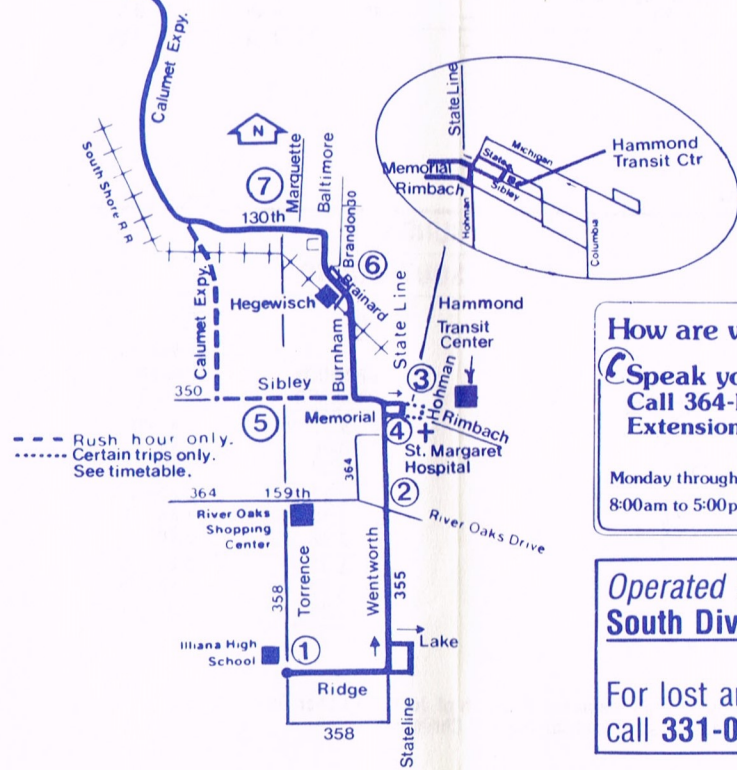 Calumet Expy.
South Shore R R
N
7
Marquette
Baltimore
130th
Brandon
30
6
Brainard
Hegewisch
Calumet Expy.
Burnham
State Line
350
Sibley
5
Memorial
3
4
Hohman
Rimbach
Hammond
Transit
Center
St. Margaret
Hospital
- - - Rush hour only.
........ Certain trips only.
See timetable.
364
2
364
159th
River Oaks
Shopping
Center
River Oaks Drive
358
Torrence
Wentworth
355
Illiana High
School
1
Lake
Ridge
358
Stateline
State Line
Michigan
Hammond
Transit Ctr
Memorial
Rimbach
State
Sibley
Hohman
Columbia
How are v
Speak yo
Call 364-
Extension
Monday through
8:00am to 5:00p
Operated
South Div
For lost a
call 331-0